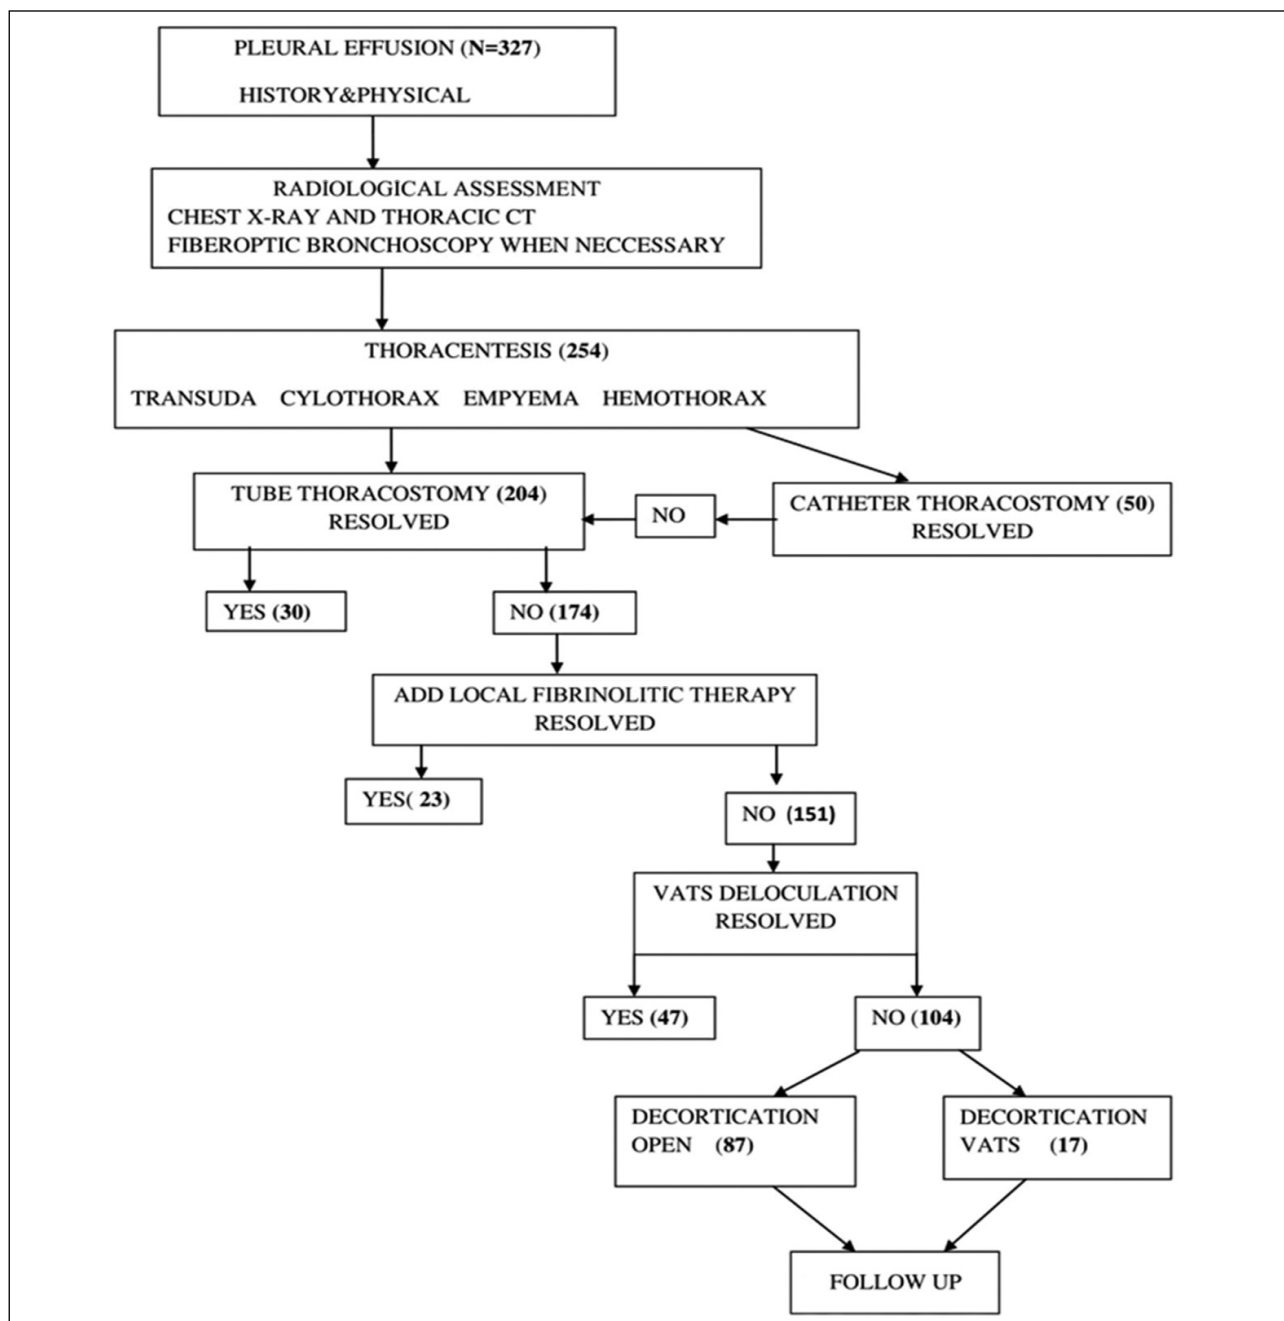 PLEURAL EFFUSION (N=327)
HISTORY&PHYSICAL
RADIOLOGICAL ASSESSMENT
CHEST X-RAY AND THORACIC CT
FIBEROPTIC BRONCHOSCOPY WHEN NECCESSARY
THORACENTESIS (254)
TRANSUDA CYLOTHORAX EMPYEMA HEMOTHORAX
TUBE THORACOSTOMY (204)
RESOLVED
NO
CATHETER THORACOSTOMY (50)
RESOLVED
YES (30)
NO (174)
ADD LOCAL FIBRINOLITIC THERAPY
RESOLVED
YES( 23)
NO (151)
VATS DELOCULATION
RESOLVED
YES (47)
NO (104)
DECORTICATION
OPEN (87)
DECORTICATION
VATS (17)
FOLLOW UP